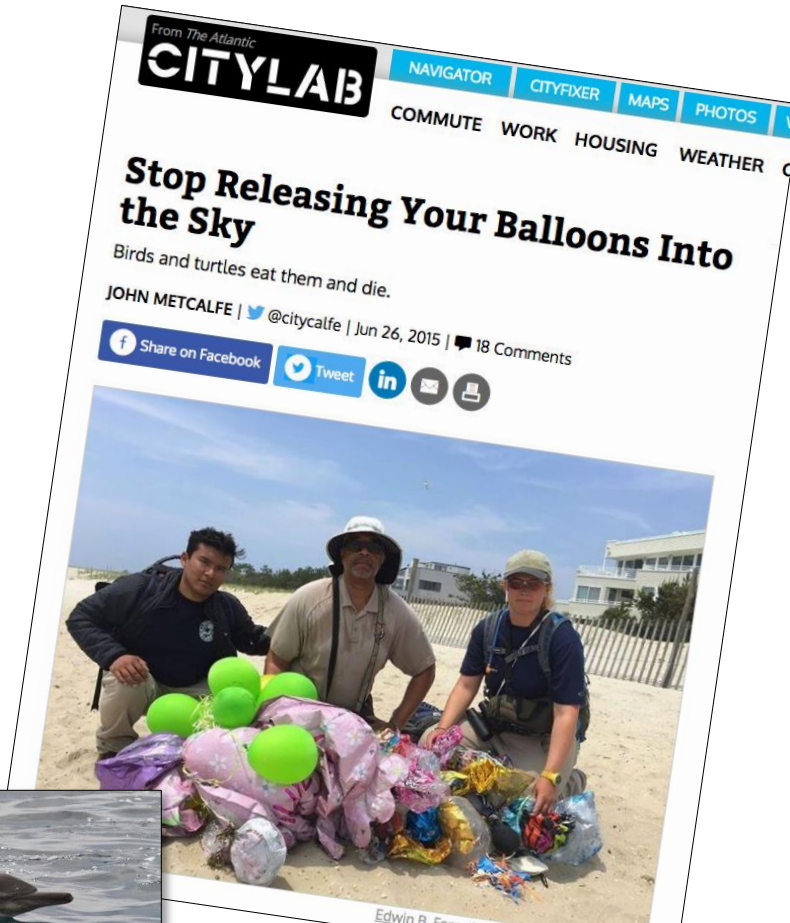 From The Atlantic
CITYLAB
NAVIGATOR CITYFIXER MAPS PHOTOS
COMMUTE WORK HOUSING WEATHER
Stop Releasing Your Balloons Into
the Sky
Birds and turtles eat them and die.
JOHN METCALFE | @citycalfe | Jun 26, 2015 | 18 Comments
f Share on Facebook Tweet in
Edwin B.